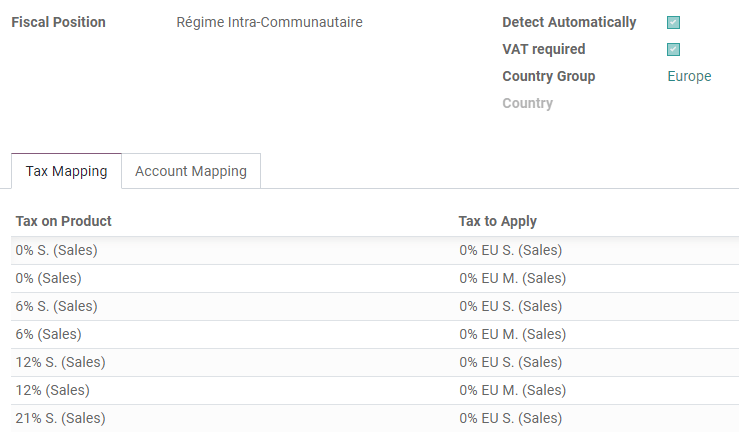 Fiscal Position Régime Intra-Communautaire Detect Automatically
VAT required
Country Group Europe
Country
Tax Mapping Account Mapping
Tax on Product Tax to Apply
0% S. (Sales) 0% EU S. (Sales)
0% (Sales) 0% EU M. (Sales)
6% S. (Sales) 0% EU S. (Sales)
6% (Sales) 0% EU M. (Sales)
12% S. (Sales) 0% EU S. (Sales)
12% (Sales) 0% EU M. (Sales)
21% S. (Sales) 0% EU S. (Sales)